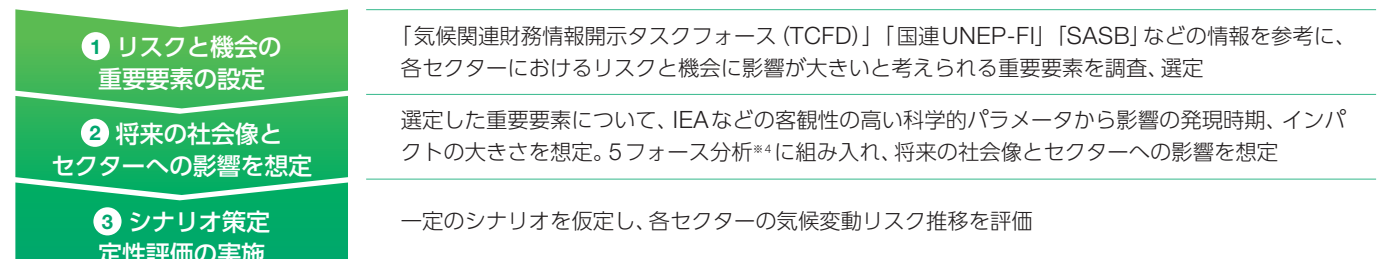 1 リスクと機会の
重要要素の設定
「気候関連財務情報開示タスクフォース（TCFD）」「国連UNEP-FI」「SASB」などの情報を参考に、
各セクターにおけるリスクと機会に影響が大きいと考えられる重要要素を調査、選定
2 将来の社会像と
セクターへの影響を想定
選定した重要要素について、IEAなどの客観性の高い科学的パラメータから影響の発現時期、インパ
クトの大きさを想定。5フォース分析※4に組み入れ、将来の社会像とセクターへの影響を想定
3 シナリオ策定
定性評価の実施
一定のシナリオを仮定し、各セクターの気候変動リスク推移を評価